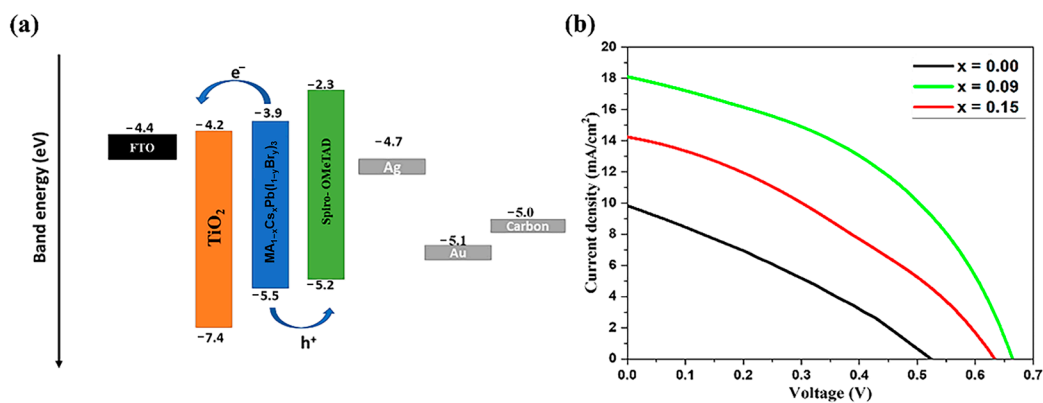 (a)
Band energy (eV)
e⁻
−4.4
FTO
−4.2
TiO₂
−7.4
−3.9
MA₁₋ₓCsₓPb(I₁₋yBry)₃
−5.5
h⁺
−2.3
Spiro- OMeTAD
−5.2
−4.7
Ag
−5.1
Au
−5.0
Carbon
(b)
Current density (mA/cm²)
20
18
16
14
12
10
8
6
4
2
0
0.0 0.1 0.2 0.3 0.4 0.5 0.6 0.7
Voltage (V)
x = 0.00
x = 0.09
x = 0.15